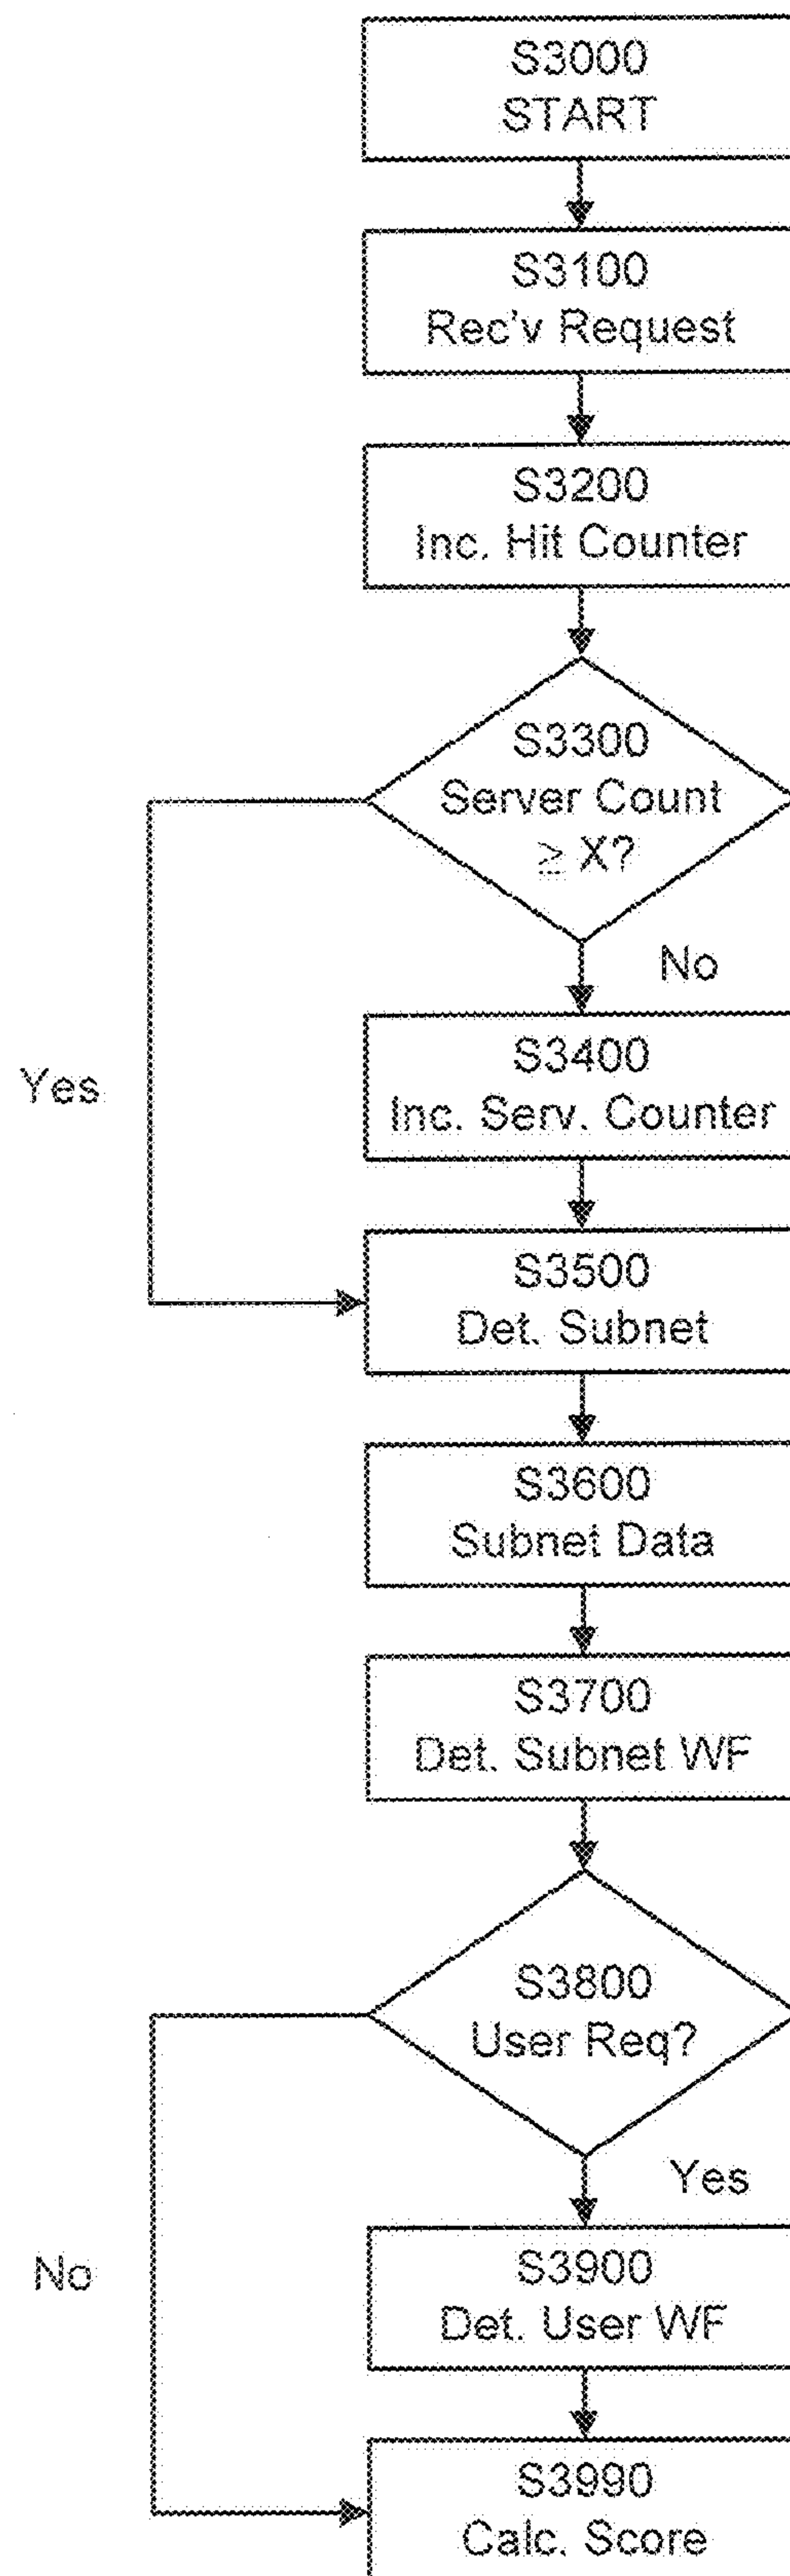 S3000
START
S3100
Rec'v Request
S3200
Inc. Hit Counter
S3300
Server Count
≥ X?
No
S3400
Inc. Serv. Counter
Yes
S3500
Det. Subnet
S3600
Subnet Data
S3700
Det. Subnet WF
S3800
User Req?
Yes
S3900
Det. User WF
No
S3990
Calc. Score